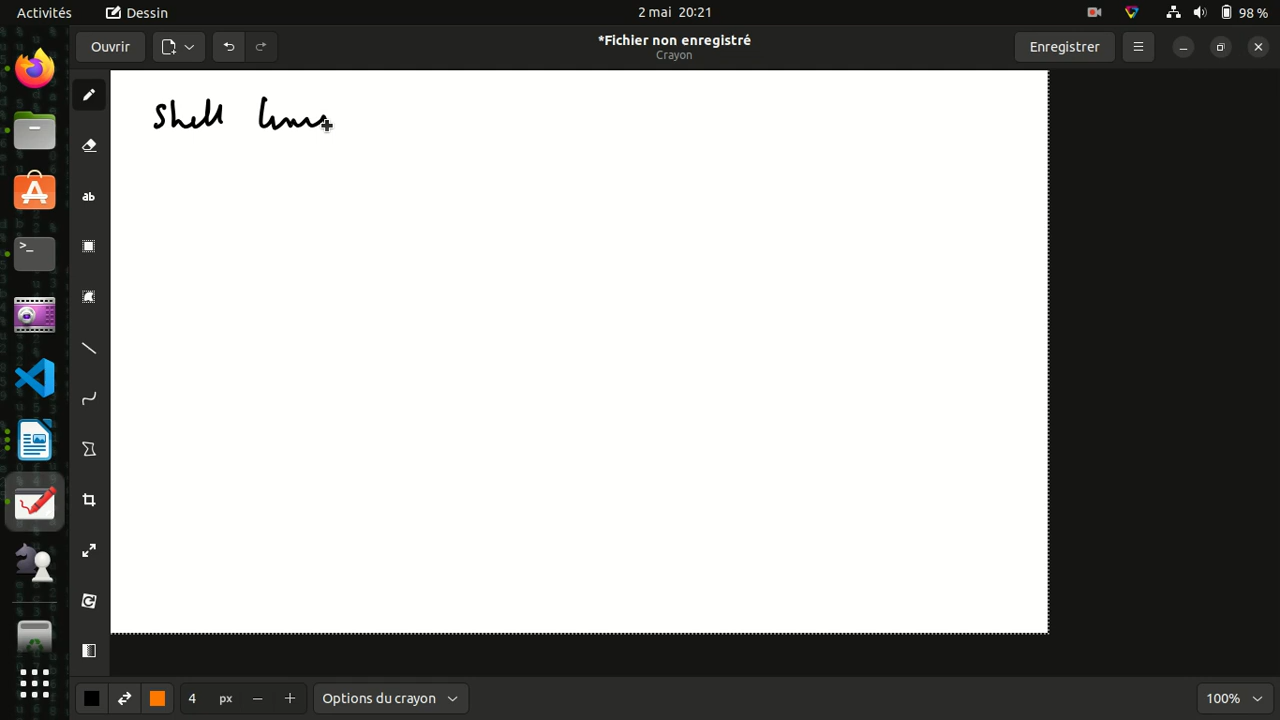 Activités Dessin 2 mai 20:21 98 %
Ouvrir *Fichier non enregistré Enregistrer
Crayon
Shell
ab
4 px Options du crayon 100%